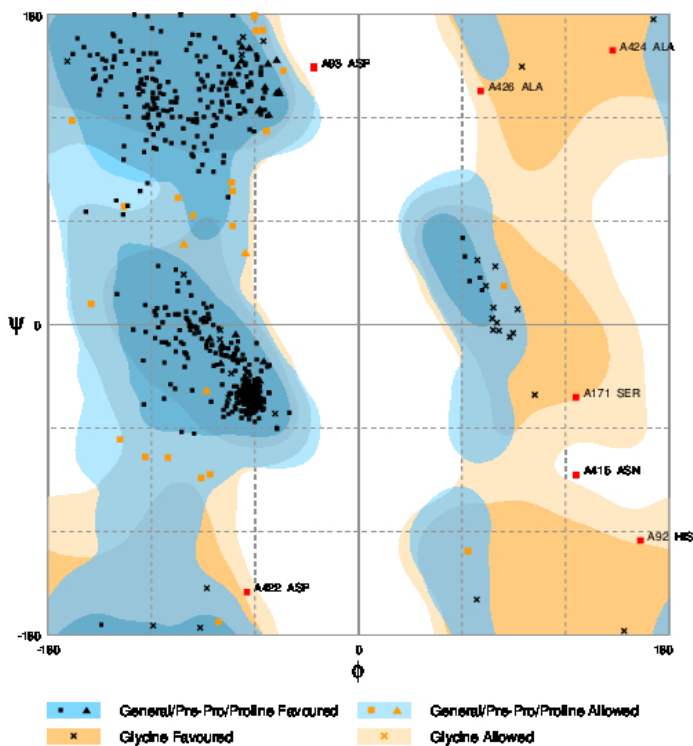 180
A93 ASP
A424 ALA
A426 ALA
Ψ
0
A171 SER
A415 ASN
A92 HIS
A422 ASP
-180
-180
0
180
Φ
General/Pre-Pro/Proline Favoured
General/Pre-Pro/Proline Allowed
Glycine Favoured
Glycine Allowed